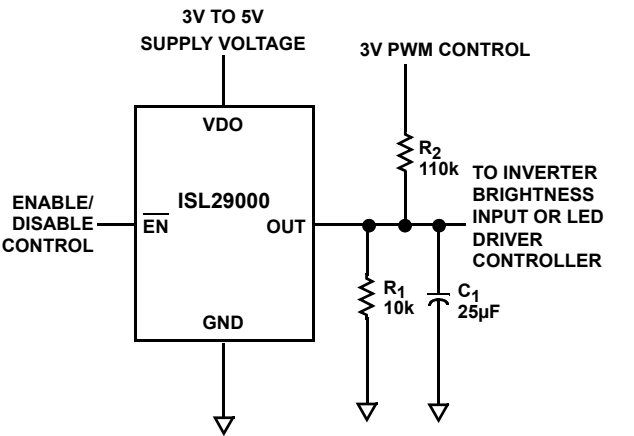 3V TO 5V
SUPPLY VOLTAGE
3V PWM CONTROL
VDO
R2
110k
ENABLE/
DISABLE
CONTROL
EN
ISL29000
OUT
TO INVERTER
BRIGHTNESS
INPUT OR LED
DRIVER
CONTROLLER
R1
10k
C1
25µF
GND